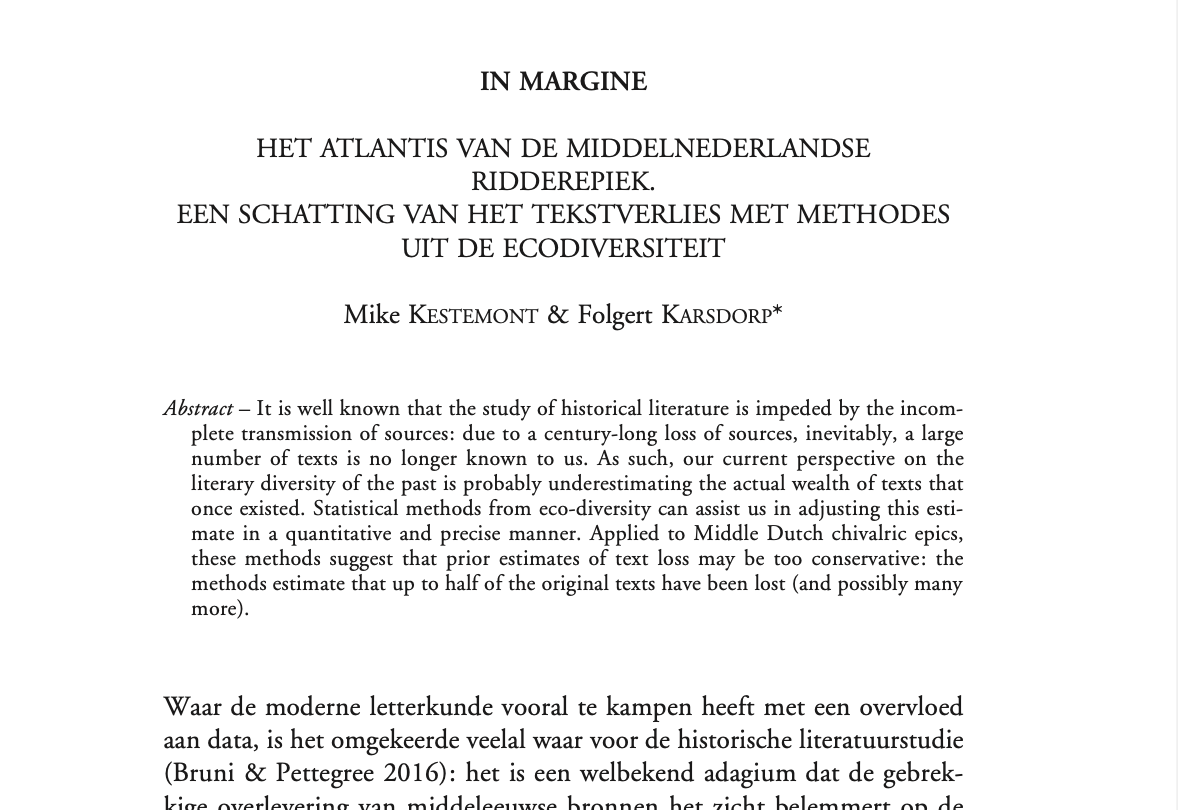 IN MARGINE
HET ATLANTIS VAN DE MIDDELNEDERLANDSE
RIDDEREPIEK.
EEN SCHATTING VAN HET TEKSTVERLIES MET METHODES
UIT DE ECODIVERSITEIT
Mike KESTEMONT & Folgert KARSDORP*
Abstract – It is well known that the study of historical literature is impeded by the incom-
plete transmission of sources: due to a century-long loss of sources, inevitably, a large
number of texts is no longer known to us. As such, our current perspective on the
literary diversity of the past is probably underestimating the actual wealth of texts that
once existed. Statistical methods from eco-diversity can assist us in adjusting this esti-
mate in a quantitative and precise manner. Applied to Middle Dutch chivalric epics,
these methods suggest that prior estimates of text loss may be too conservative: the
methods estimate that up to half of the original texts have been lost (and possibly many
more).
Waar de moderne letterkunde vooral te kampen heeft met een overvloed
aan data, is het omgekeerde veelal waar voor de historische literatuurstudie
(Bruni & Pettegree 2016): het is een welbekend adagium dat de gebrek-
kige overlevering van middeleeuwse bronnen het zicht belemmert op de